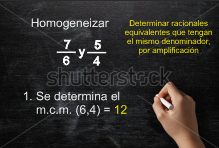 Homogeneizar
7/6 y 5/4
Determinar racionales
equivalentes que tengan
el mismo denominador,
por amplificación
shutterstock
1. Se determina el
m.c.m. (6,4) = 12